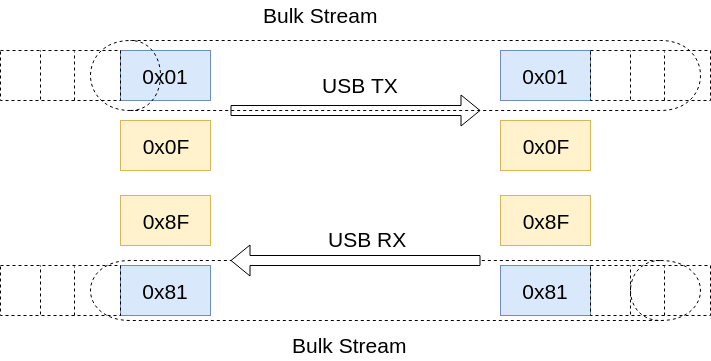 Bulk Stream
0x01
0x01
USB TX
0x0F
0x0F
0x8F
0x8F
USB RX
0x81
0x81
Bulk Stream